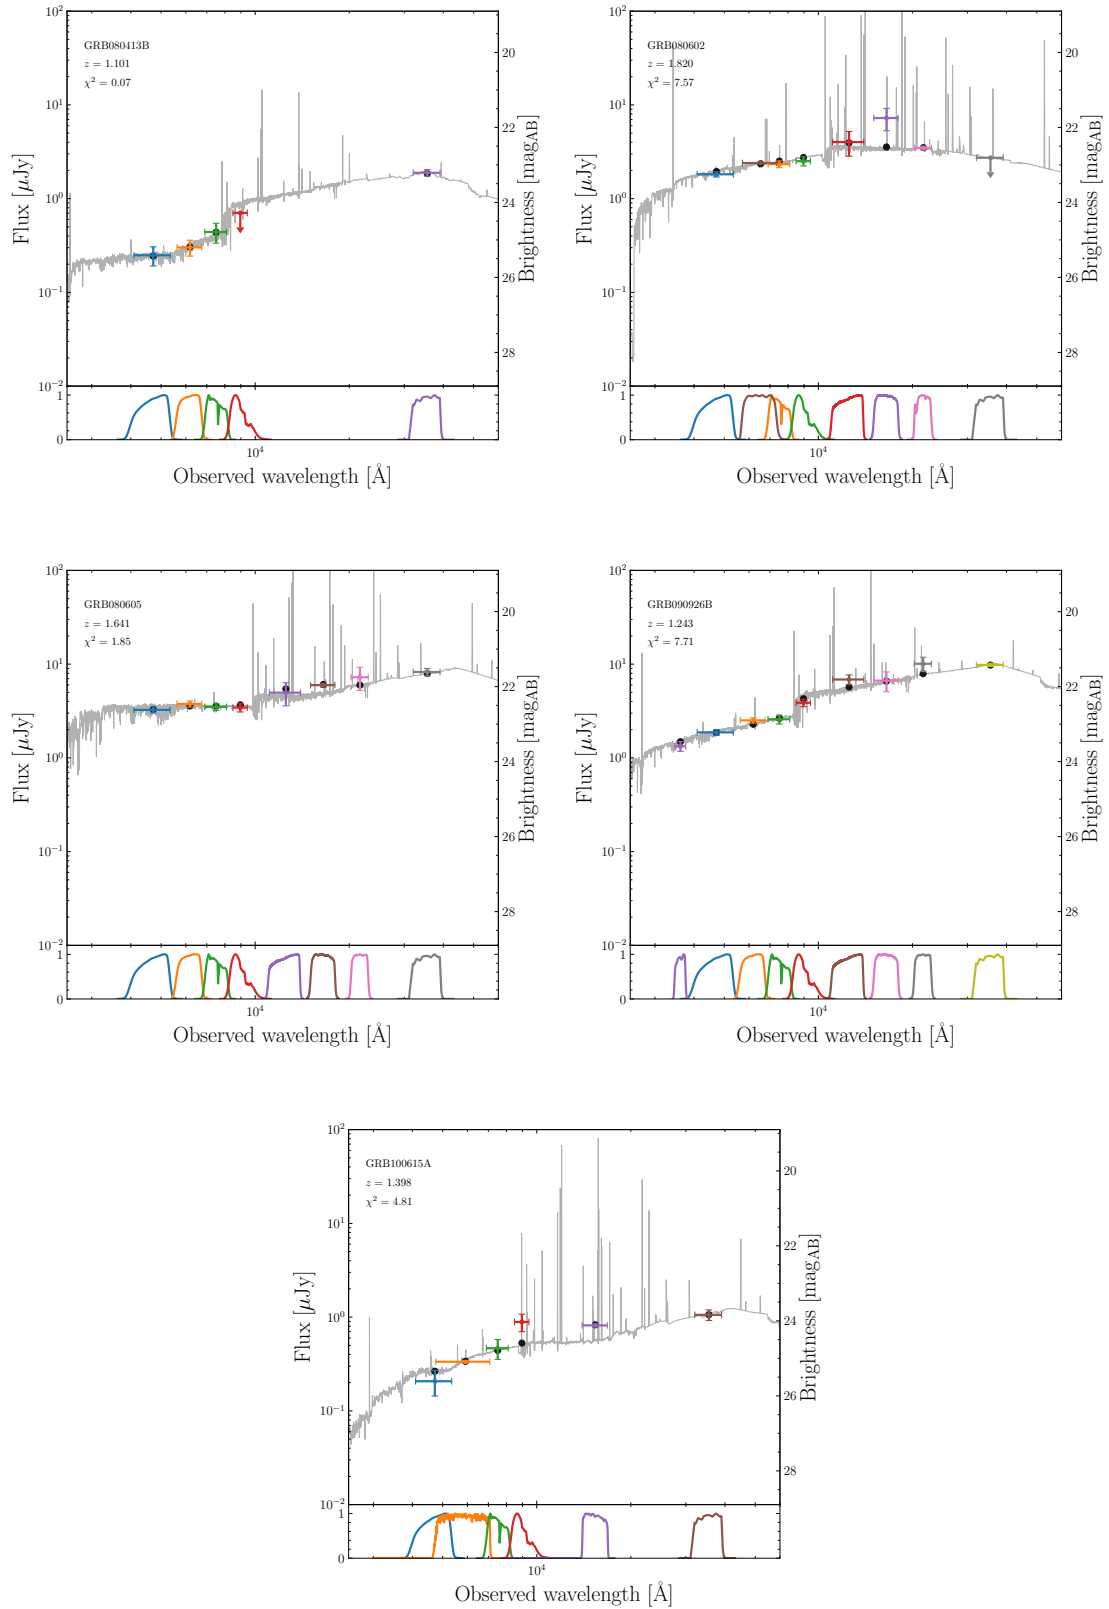 GRB080413B
z = 1.101
χ² = 0.07
10² 10¹ 10⁰ 10⁻¹ 10⁻²
Flux [μJy]
20 22 24 26 28
Brightness [mag_AB]
1
0
10⁴
Observed wavelength [Å]
GRB080602
z = 1.820
χ² = 7.57
10² 10¹ 10⁰ 10⁻¹ 10⁻²
Flux [μJy]
20 22 24 26 28
Brightness [mag_AB]
1
0
10⁴
Observed wavelength [Å]
GRB080605
z = 1.641
χ² = 1.85
10² 10¹ 10⁰ 10⁻¹ 10⁻²
Flux [μJy]
20 22 24 26 28
Brightness [mag_AB]
1
0
10⁴
Observed wavelength [Å]
GRB090926B
z = 1.243
χ² = 7.71
10² 10¹ 10⁰ 10⁻¹ 10⁻²
Flux [μJy]
20 22 24 26 28
Brightness [mag_AB]
1
0
10⁴
Observed wavelength [Å]
GRB100615A
z = 1.398
χ² = 4.81
10² 10¹ 10⁰ 10⁻¹ 10⁻²
Flux [μJy]
20 22 24 26 28
Brightness [mag_AB]
1
0
10⁴
Observed wavelength [Å]